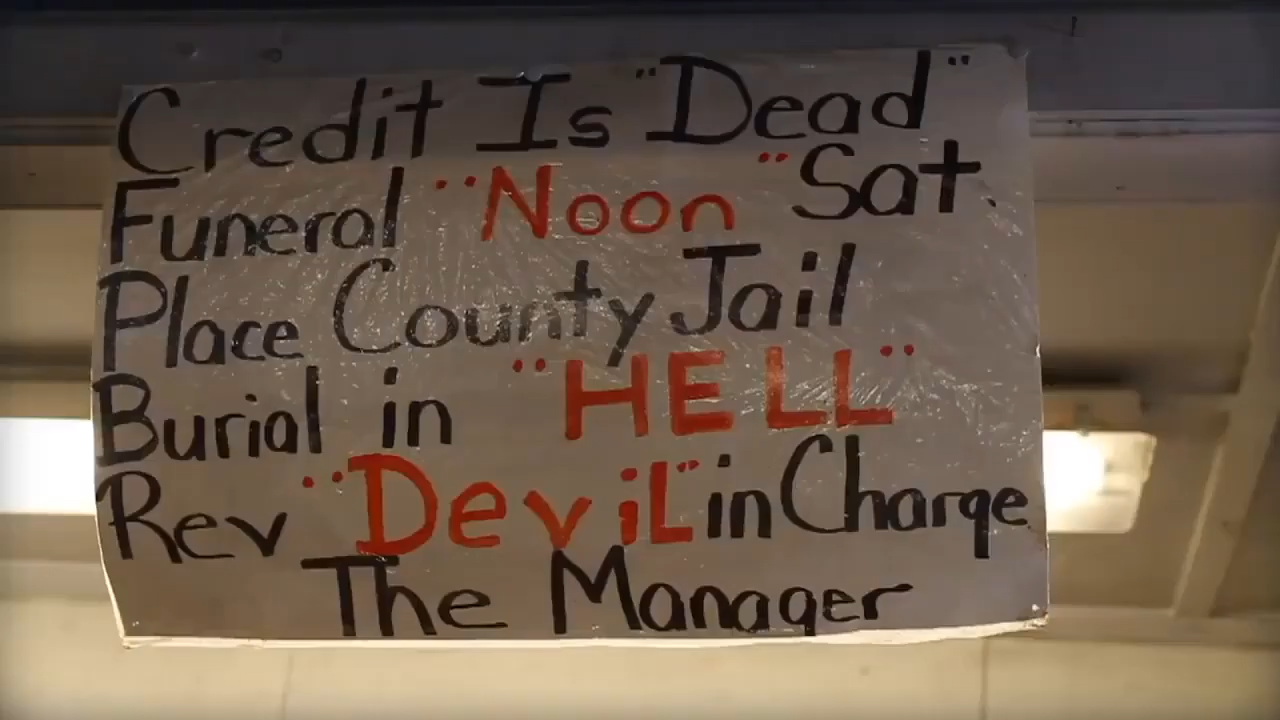 Credit Is "Dead"
Funeral "Noon" Sat.
Place County Jail
Burial in "HELL"
Rev "DeviL" in Charge
The Manager